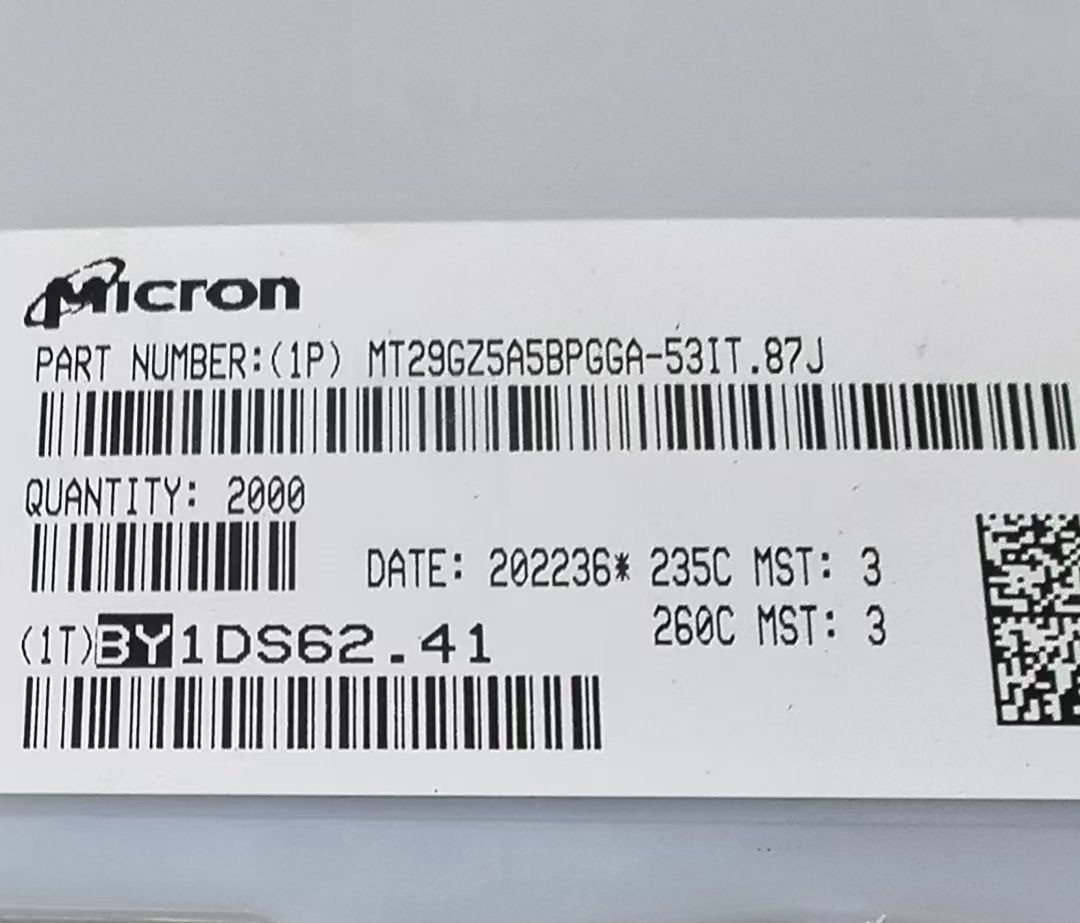 Micron
PART NUMBER:(1P) MT29GZ5A5BPGGA-53IT.87J
QUANTITY: 2000
DATE: 202236* 235C MST: 3
260C MST: 3
(1T)BY1DS62.41